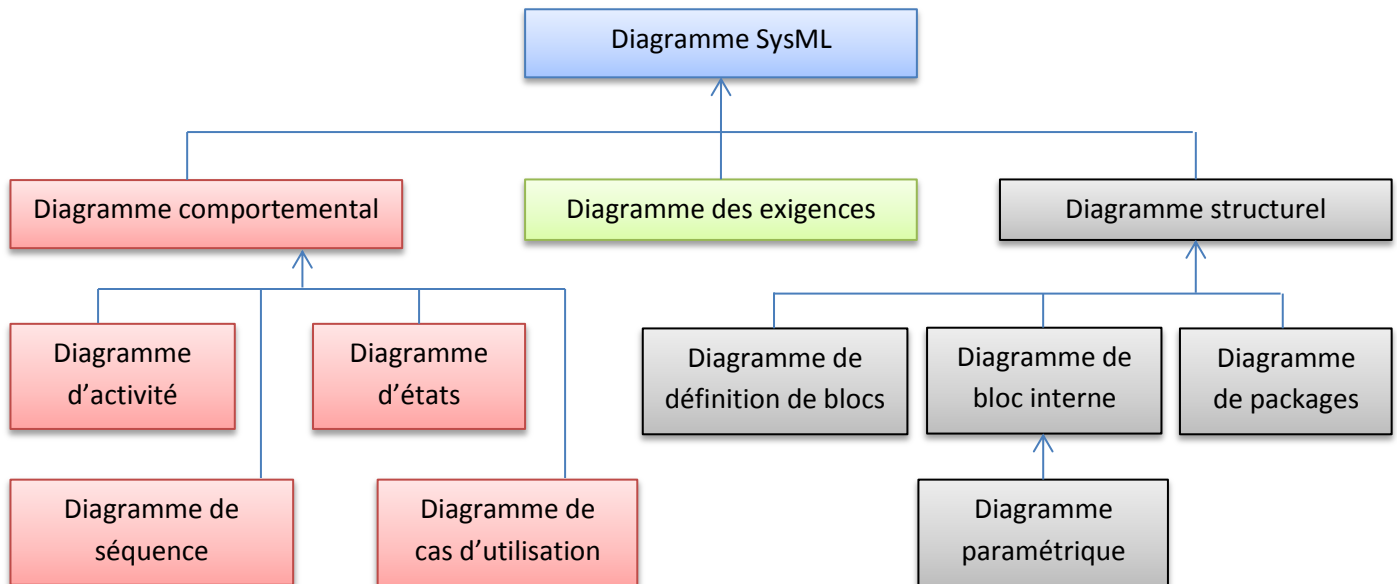 Diagramme SysML
Diagramme comportemental
Diagramme des exigences
Diagramme structurel
Diagramme
d’activité
Diagramme
d’états
Diagramme de
définition de blocs
Diagramme de
bloc interne
Diagramme
de packages
Diagramme de
séquence
Diagramme de
cas d’utilisation
Diagramme
paramétrique